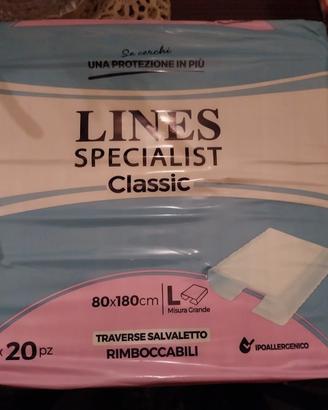 Se cerchi
UNA PROTEZIONE IN PIÙ
LINES
SPECIALIST
Classic
80x180cm
L
Misura Grande
TRAVERSE SALVALETTO
RIMBOCCABILI
x 20 pz
IPOALLERGENICO